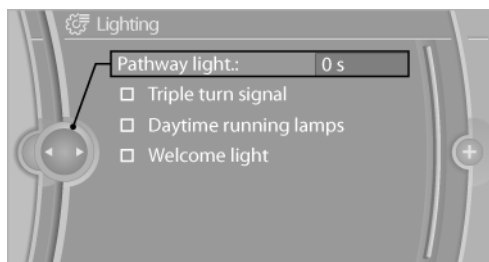 Lighting
Pathway light.: 0 s
Triple turn signal
Daytime running lamps
Welcome light